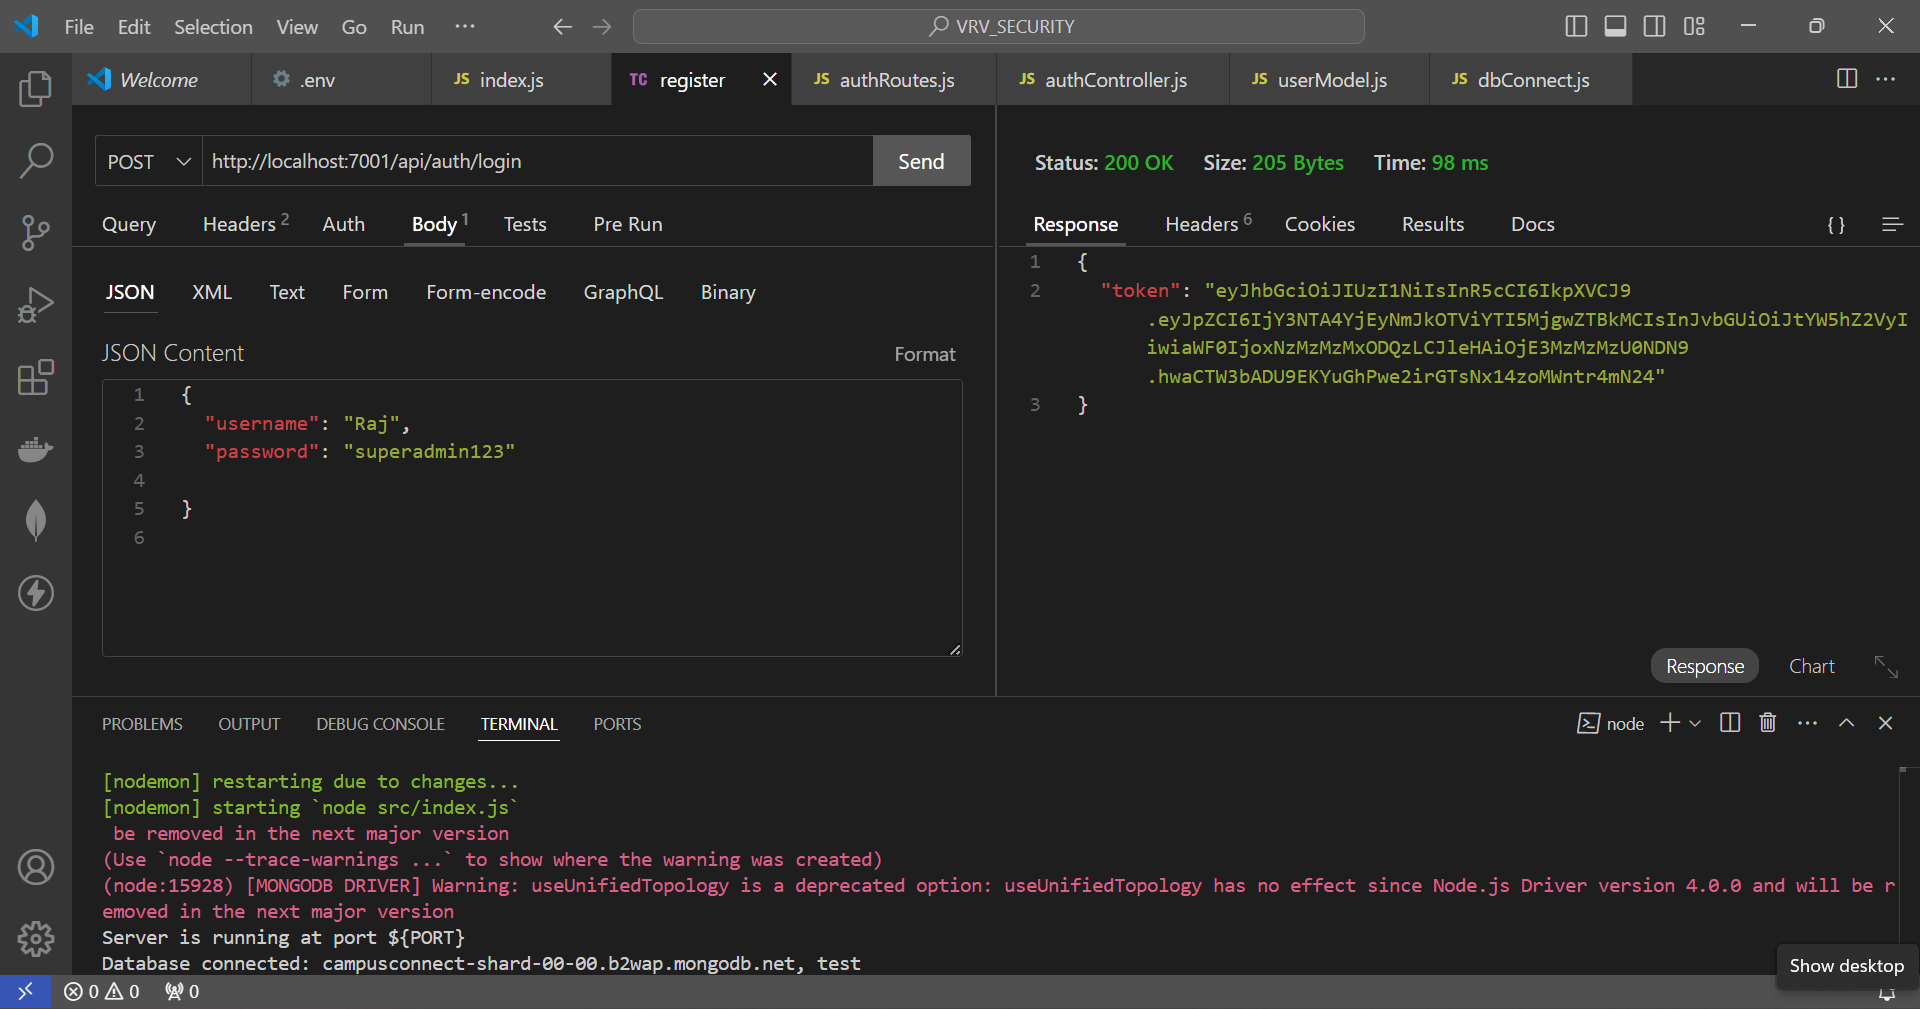 File Edit Selection View Go Run ··· VRV_SECURITY
Welcome .env JS index.js TC register JS authRoutes.js JS authController.js JS userModel.js JS dbConnect.js ···
POST http://localhost:7001/api/auth/login Send
Query Headers 2 Auth Body 1 Tests Pre Run
JSON XML Text Form Form-encode GraphQL Binary
JSON Content Format
1 {
2 "username": "Raj",
3 "password": "superadmin123"
4
5 }
6
Status: 200 OK Size: 205 Bytes Time: 98 ms
Response Headers 6 Cookies Results Docs { }
1 {
2 "token": "eyJhbGciOiJIUzI1NiIsInR5cCI6IkpXVCJ9
.eyJpZCI6IjY3NTA4YjEyNmJkOTViYTI5MjgwZTBkMCIsInJvbGUiOiJtYW5hZ2VyI
iwiaWF0IjoxNzMzMzMxODQzLCJleHAiOjE3MzMzMzU0NDN9
.hwaCTW3bADU9EKYuGhPwe2irGTsNx14zoMWntr4mN24"
3 }
Response Chart
PROBLEMS OUTPUT DEBUG CONSOLE TERMINAL PORTS node ···
[nodemon] restarting due to changes...
[nodemon] starting `node src/index.js`
be removed in the next major version
(Use `node --trace-warnings ...` to show where the warning was created)
(node:15928) [MONGODB DRIVER] Warning: useUnifiedTopology is a deprecated option: useUnifiedTopology has no effect since Node.js Driver version 4.0.0 and will be r
emoved in the next major version
Server is running at port ${PORT}
Database connected: campusconnect-shard-00-00.b2wap.mongodb.net, test
Show desktop
0 0 0